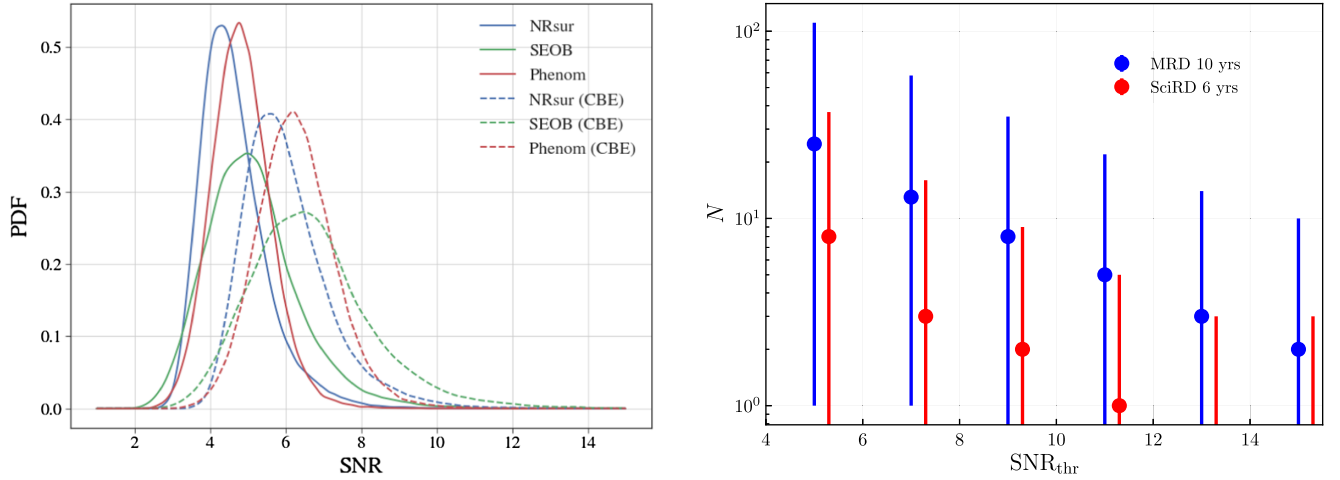 NRsur
SEOB
Phenom
NRsur (CBE)
SEOB (CBE)
Phenom (CBE)
PDF
0.5
0.4
0.3
0.2
0.1
0.0
2 4 6 8 10 12 14
SNR
MRD 10 yrs
SciRD 6 yrs
N
10²
10¹
10⁰
4 6 8 10 12 14
SNR_thr